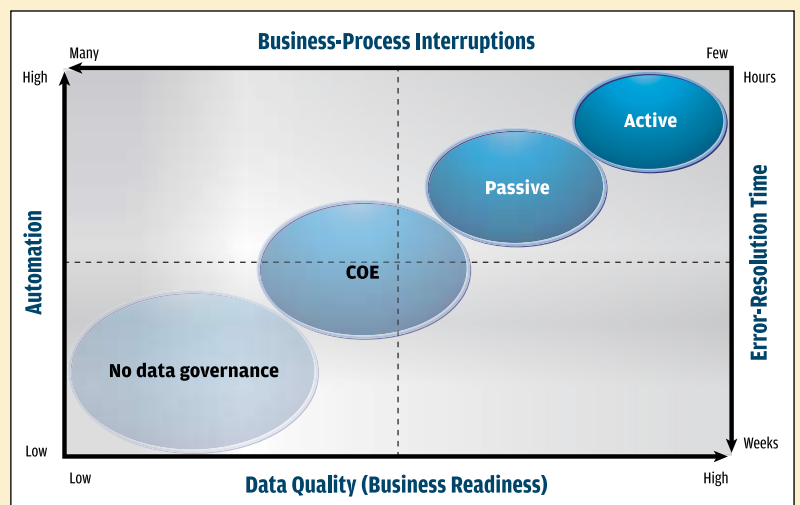 Business-Process Interruptions
Many
Few
High
Hours
Active
Passive
Automation
COE
Error-Resolution Time
No data governance
Low
Weeks
Low
High
Data Quality (Business Readiness)